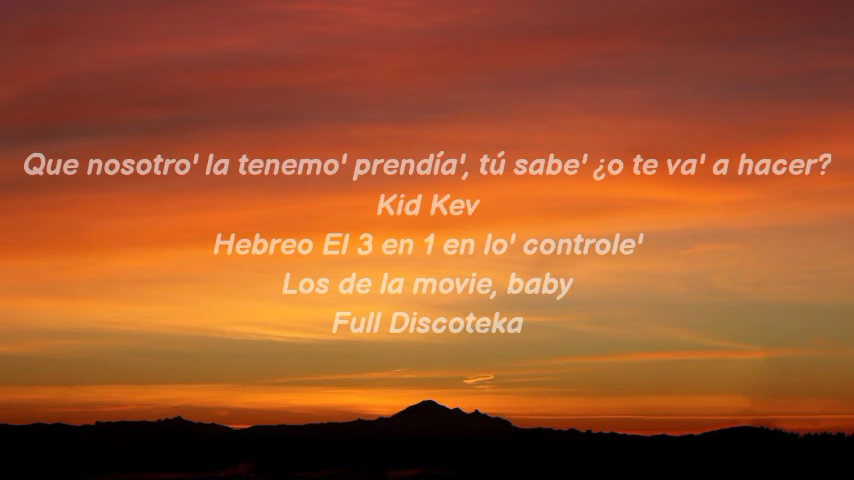 Que nosotro' la tenemo' prendía', tú sabe' ¿o te va' a hacer?
Kid Kev
Hebreo El 3 en 1 en lo' controle'
Los de la movie, baby
Full Discoteka